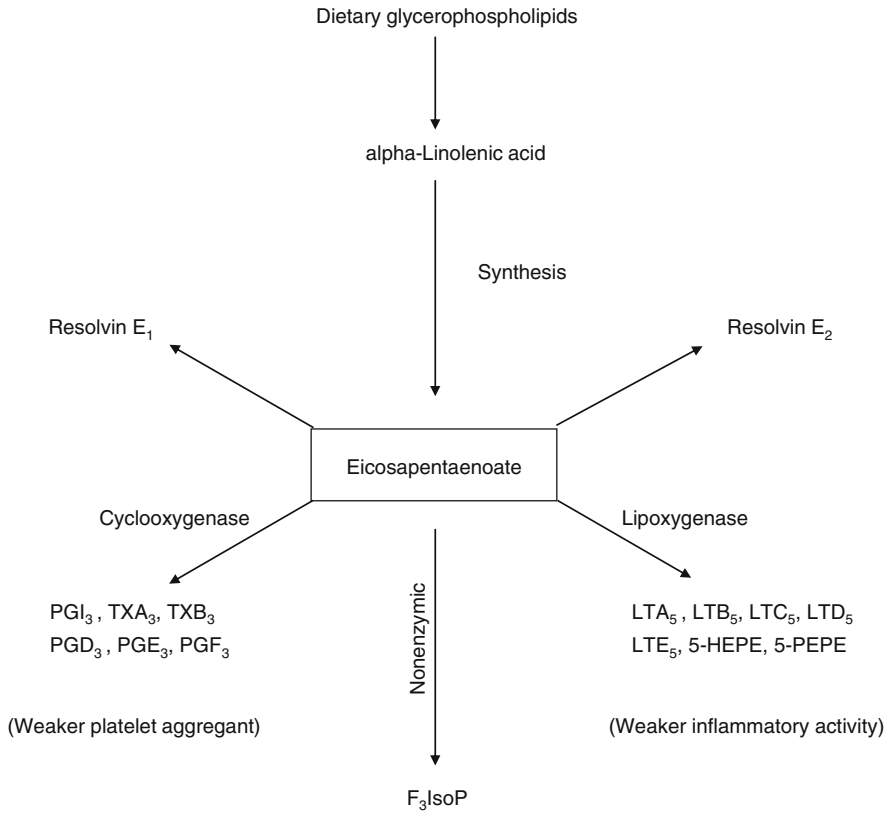 Dietary glycerophospholipids
alpha-Linolenic acid
Synthesis
Resolvin E₁
Resolvin E₂
Eicosapentaenoate
Cyclooxygenase
Lipoxygenase
Nonenzymic
PGI₃ , TXA₃, TXB₃
PGD₃ , PGE₃, PGF₃
LTA₅ , LTB₅, LTC₅, LTD₅
LTE₅, 5-HEPE, 5-PEPE
(Weaker platelet aggregant)
(Weaker inflammatory activity)
F₃IsoP